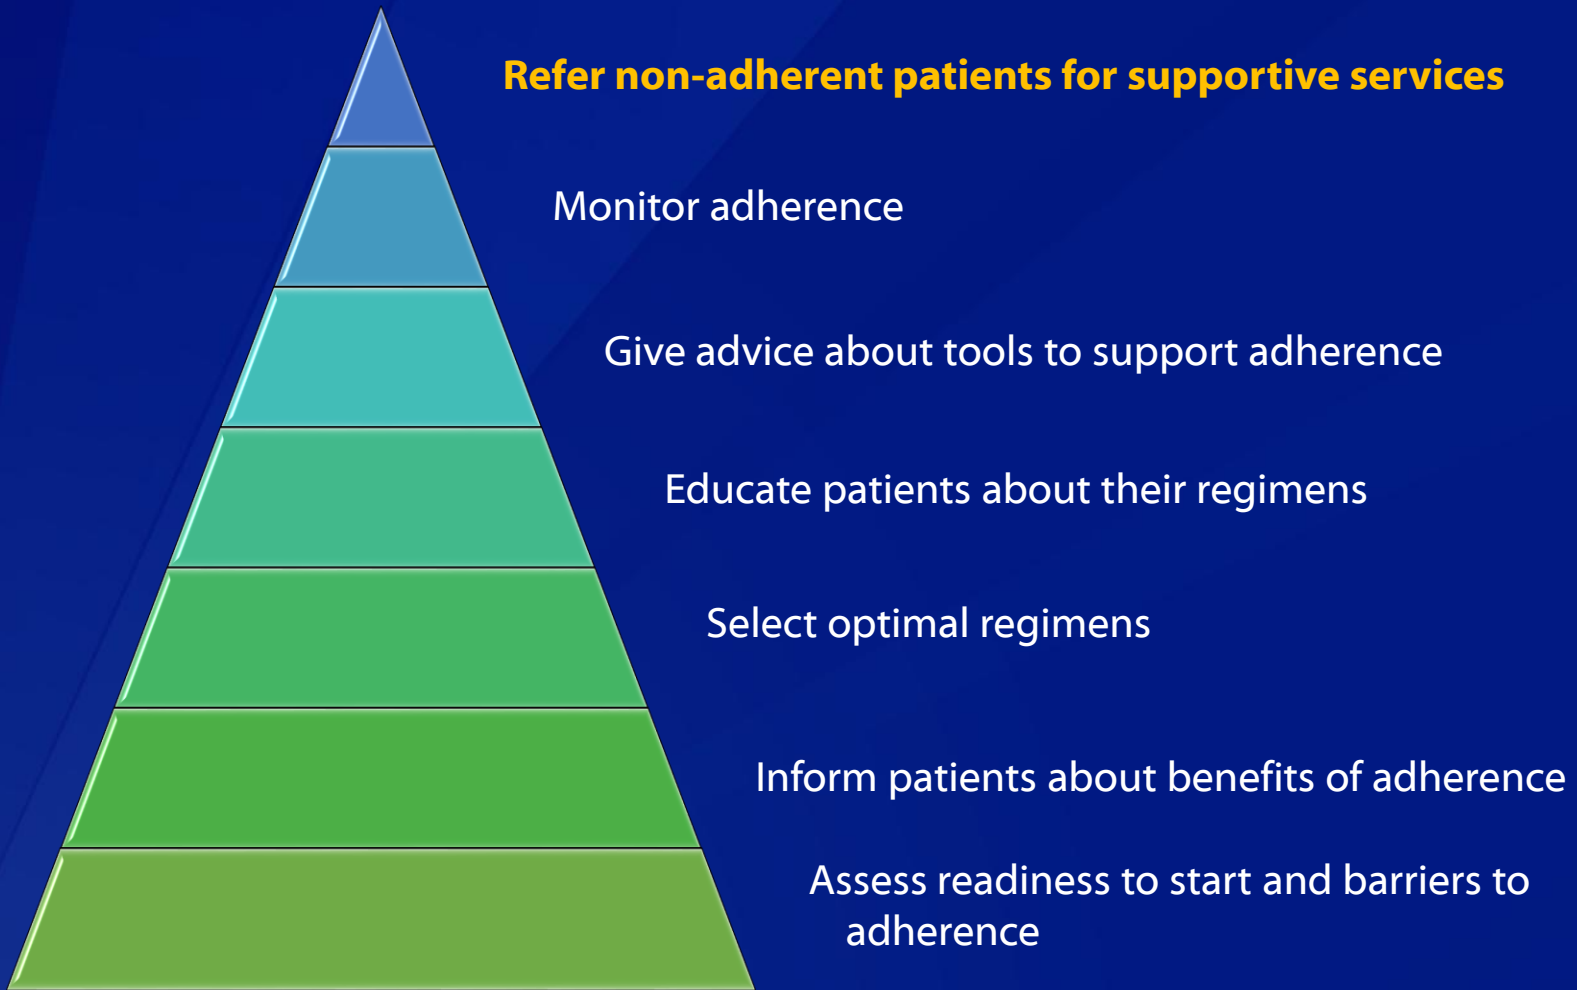 Refer non-adherent patients for supportive services
Monitor adherence
Give advice about tools to support adherence
Educate patients about their regimens
Select optimal regimens
Inform patients about benefits of adherence
Assess readiness to start and barriers to
adherence